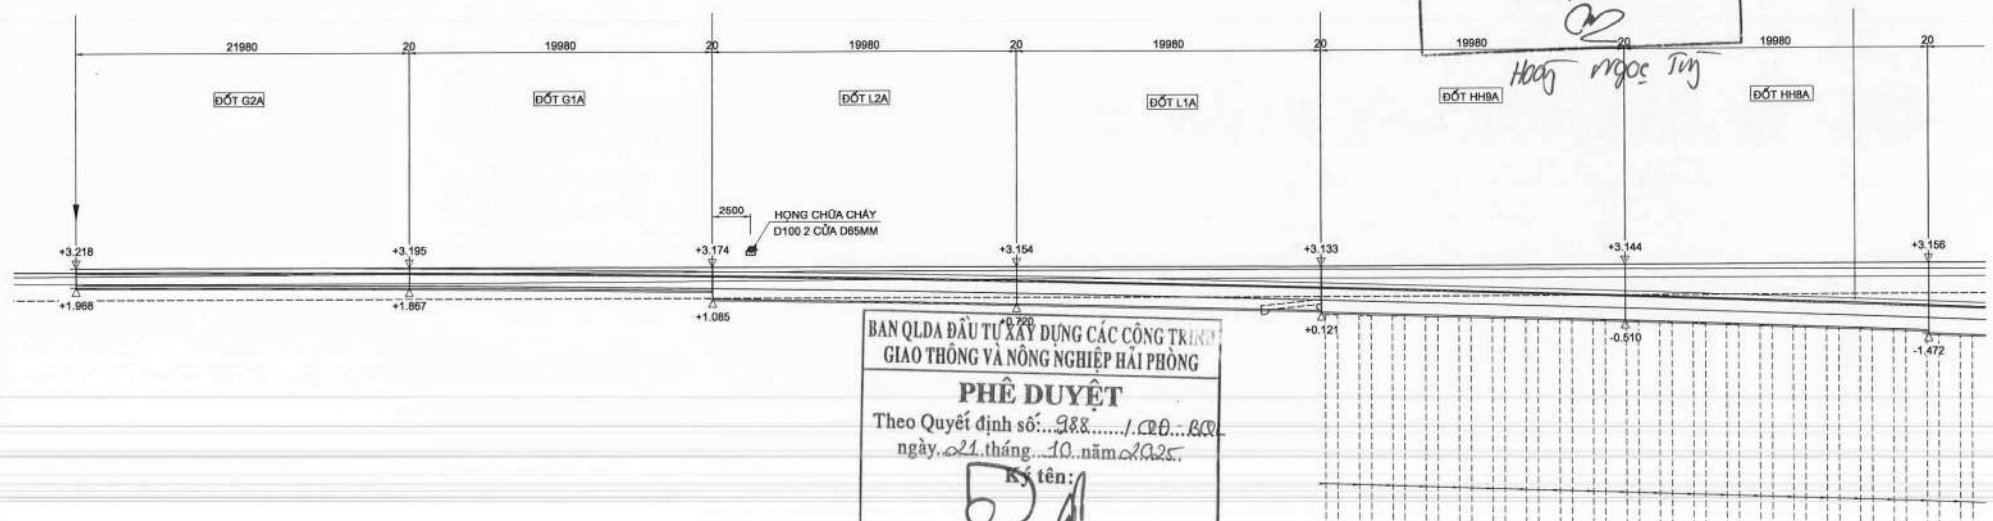 21980 20 19980 20 19980 20 19980 20 19980 20 19980 20
Hoàng Ngọc Tuý
ĐỐT G2A ĐỐT G1A ĐỐT L2A ĐỐT L1A ĐỐT HH9A ĐỐT HH8A
2500 HỌNG CHỮA CHÁY
D100 2 CỬA D65MM
+3.218 +3.195 +3.174 +3.154 +3.133 +3.144 +3.156
+1.968 +1.667 +1.085 +0.720 +0.121 -0.510 -1.472
BAN QLDA ĐẦU TƯ XÂY DỰNG CÁC CÔNG TRÌNH
GIAO THÔNG VÀ NÔNG NGHIỆP HẢI PHÒNG
PHÊ DUYỆT
Theo Quyết định số:...988....../.QĐ-BQL
ngày..21.tháng...10..năm 2025.
Ký tên: